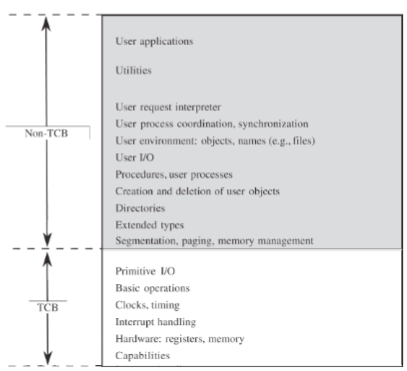 User applications
Utilities
User request interpreter
User process coordination, synchronization
Non-TCB
User environment: objects, names (e.g., files)
User I/O
Procedures, user processes
Creation and deletion of user objects
Directories
Extended types
Segmentation, paging, memory management
Primitive I/O
Basic operations
TCB
Clocks, timing
Interrupt handling
Hardware: registers, memory
Capabilities